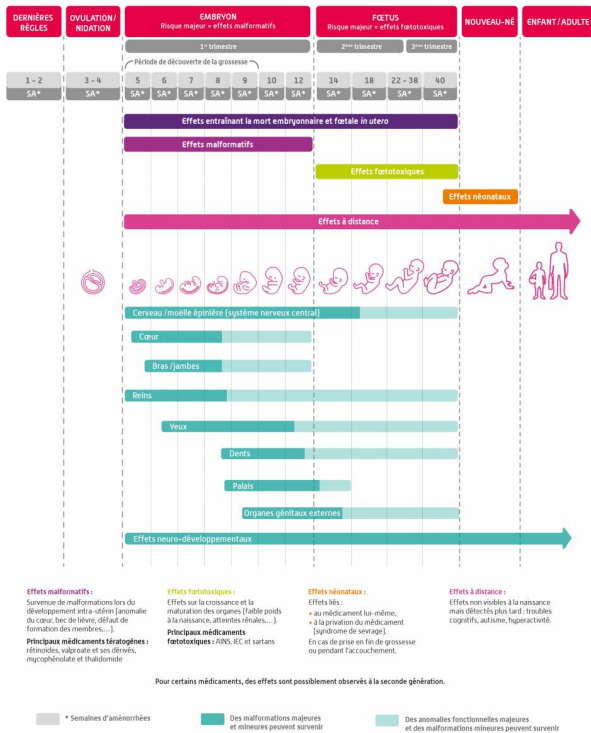 DERNIÈRES
RÈGLES
OVULATION/
NIDATION
EMBRYON
Risque majeur = effets malformatifs
FŒTUS
Risque majeur = effets fœtotoxiques
NOUVEAU-NÉ
ENFANT/ADULTE
1er trimestre
2ème trimestre
3ème trimestre
Période de découverte de la grossesse
1 - 2
3 - 4
5
6
7
8
9
10
12
14
18
22 - 38
40
SA*
SA*
SA*
SA*
SA*
SA*
SA*
SA*
SA*
SA*
SA*
SA*
SA*
Effets entraînant la mort embryonnaire et fœtale in utero
Effets malformatifs
Effets fœtotoxiques
Effets néonataux
Effets à distance
Cerveau /moëlle épinière (système nerveux central)
Cœur
Bras /jambes
Reins
Yeux
Dents
Palais
Organes génitaux externes
Effets neuro-développementaux
Effets malformatifs :
Survenue de malformations lors du
développement intra-utérin (anomalie
du cœur, bec de lièvre, défaut de
formation des membres,...).
Principaux médicaments tératogènes :
rétinoïdes, valproate et ses dérivés,
mycophénolate et thalidomide
Effets fœtotoxiques :
Effets sur la croissance et la
maturation des organes (faible poids
à la naissance, atteintes rénales,...).
Principaux médicaments
fœtotoxiques : AINS, IEC et sartans
Effets néonataux :
Effets liés :
• au médicament lui-même,
• à la privation du médicament
(syndrome de sevrage).
En cas de prise en fin de grossesse
ou pendant l'accouchement.
Effets à distance :
Effets non visibles à la naissance
mais détectés plus tard : troubles
cognitifs, autisme, hyperactivité.
Pour certains médicaments, des effets sont possiblement observés à la seconde génération.
* Semaines d'aménorrhées
Des malformations majeures
et mineures peuvent survenir
Des anomalies fonctionnelles majeures
et des malformations mineures peuvent survenir